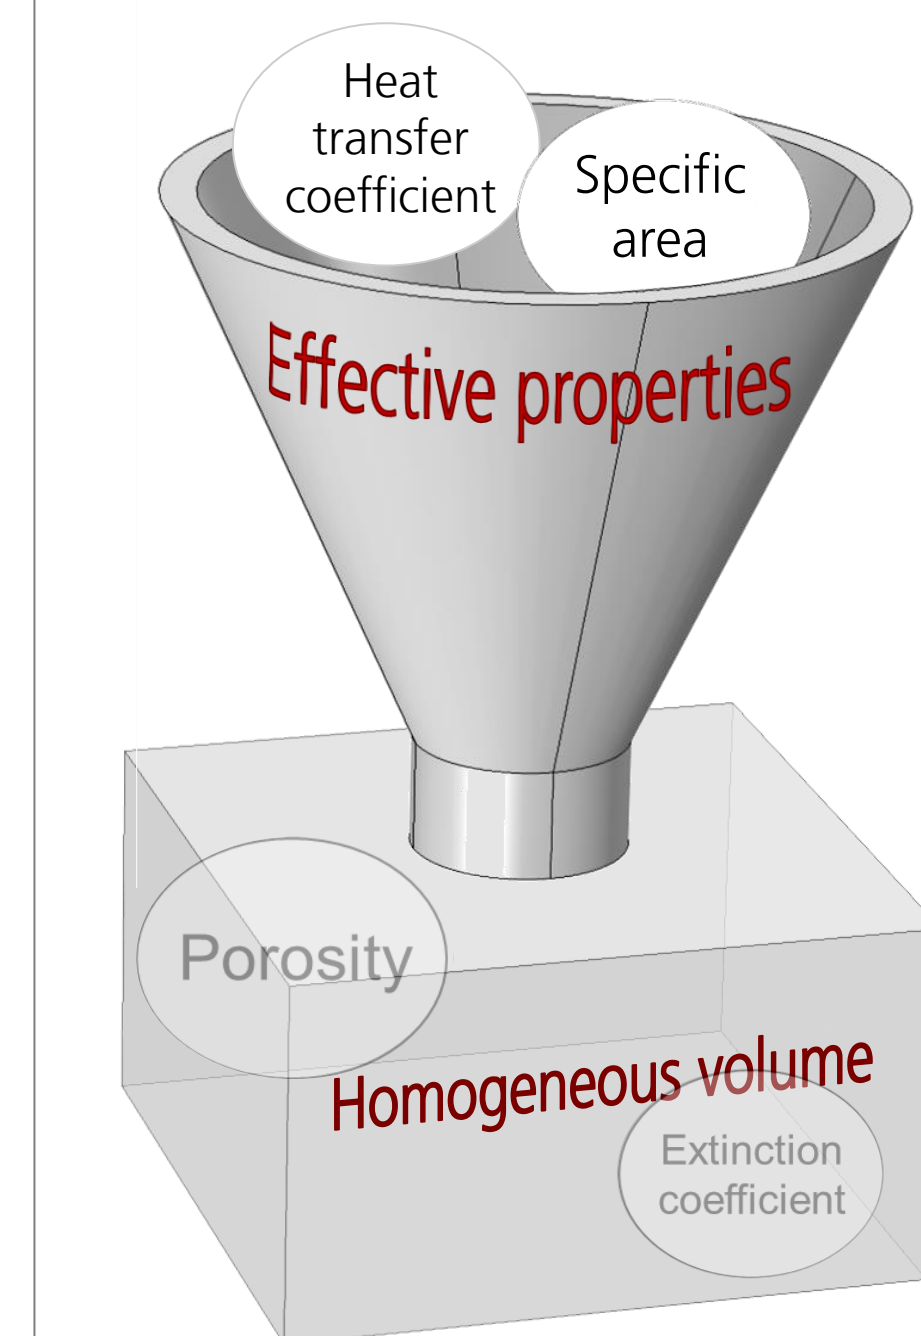 Heat
transfer
coefficient
Specific
area
Effective properties
Porosity
Homogeneous volume
Extinction
coefficient